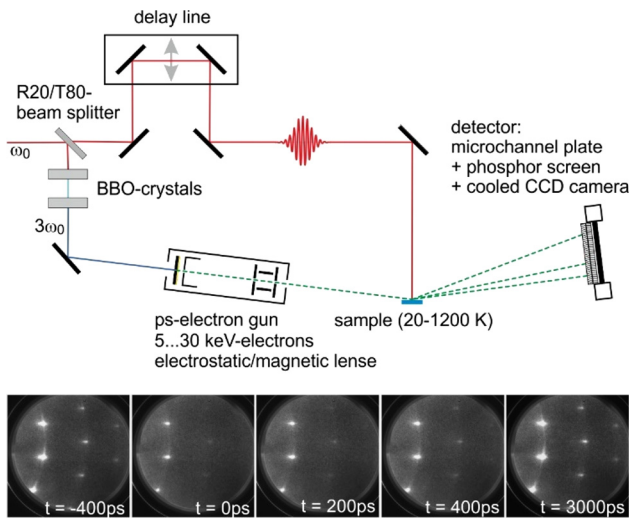 delay line
R20/T80-
beam splitter
ω0
BBO-crystals
3ω0
detector:
microchannel plate
+ phosphor screen
+ cooled CCD camera
ps-electron gun
5...30 keV-electrons
electrostatic/magnetic lense
sample (20-1200 K)
t = -400ps
t = 0ps
t = 200ps
t = 400ps
t = 3000ps